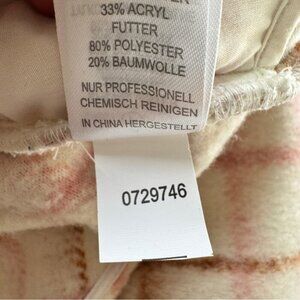 33% ACRYL
FUTTER
80% POLYESTER
20% BAUMWOLLE
NUR PROFESSIONELL
CHEMISCH REINIGEN
IN CHINA HERGESTELLT
0729746